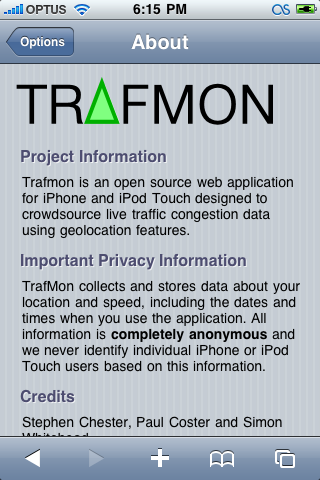 OPTUS 6:15 PM
Options
About
TRAFMON
Project Information
Trafmon is an open source web application
for iPhone and iPod Touch designed to
crowdsource live traffic congestion data
using geolocation features.
Important Privacy Information
TrafMon collects and stores data about your
location and speed, including the dates and
times when you use the application. All
information is completely anonymous and
we never identify individual iPhone or iPod
Touch users based on this information.
Credits
Stephen Chester, Paul Coster and Simon